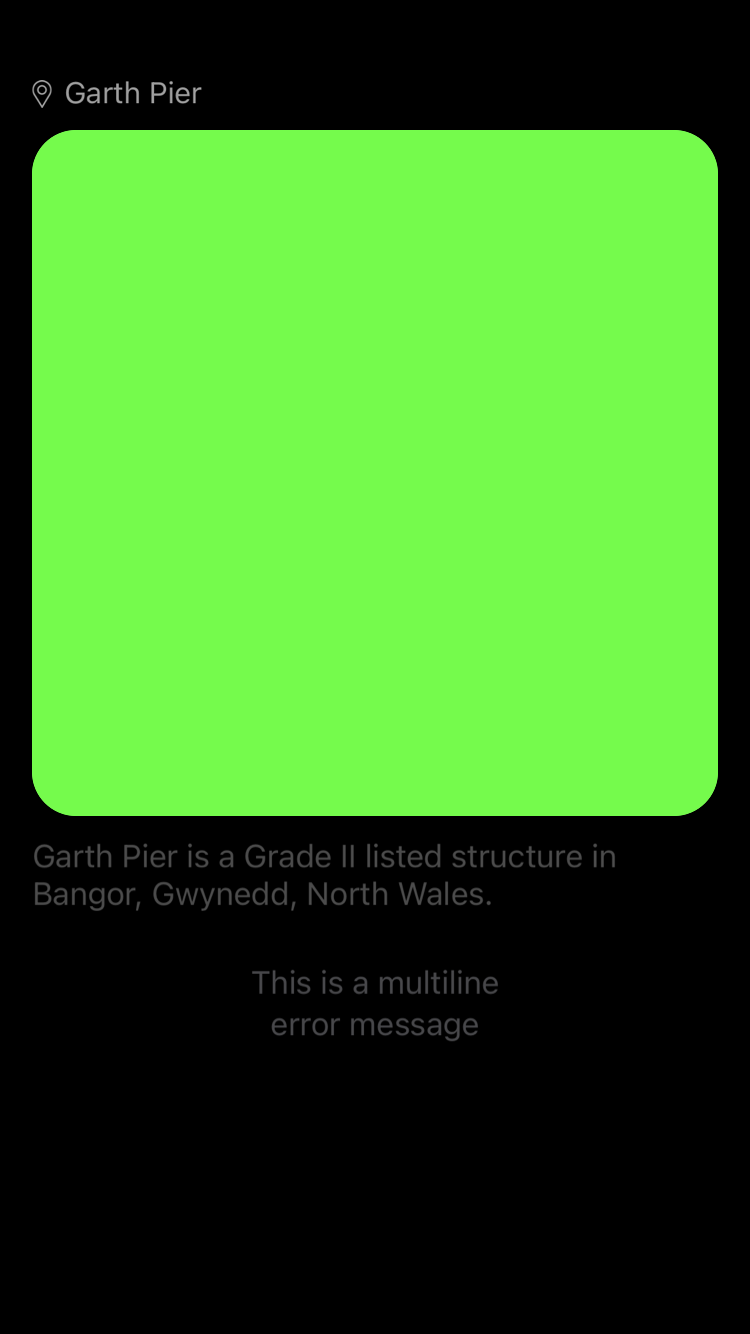 Garth Pier
Garth Pier is a Grade II listed structure in
Bangor, Gwynedd, North Wales.
This is a multiline
error message